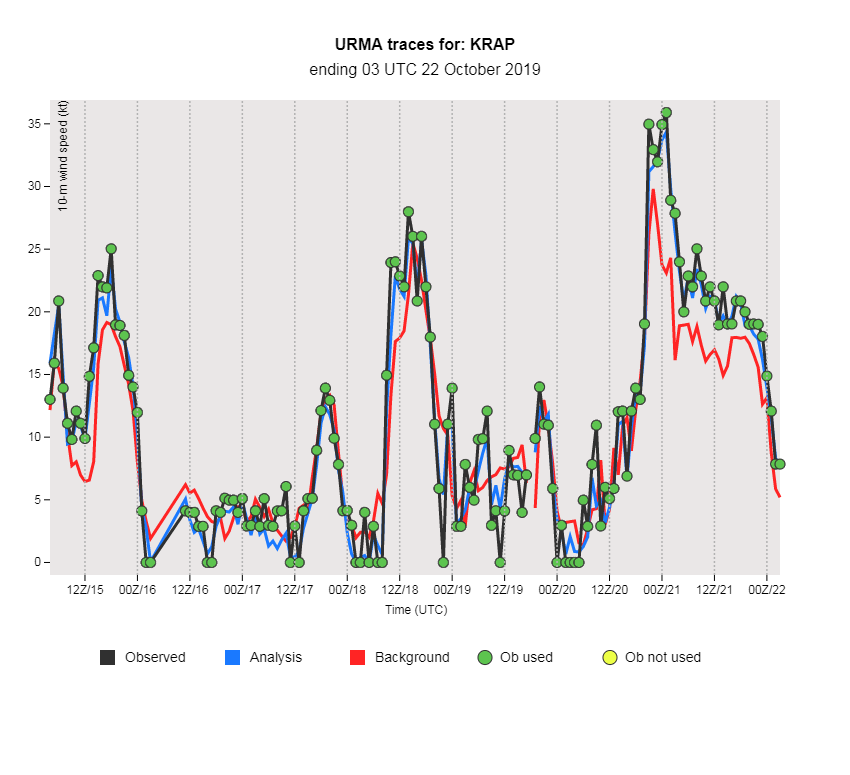 URMA traces for: KRAP
ending 03 UTC 22 October 2019
10-m wind speed (kt)
35
30
25
20
15
10
5
0
12Z/15 00Z/16 12Z/16 00Z/17 12Z/17 00Z/18 12Z/18 00Z/19 12Z/19 00Z/20 12Z/20 00Z/21 12Z/21 00Z/22
Time (UTC)
Observed Analysis Background Ob used Ob not used